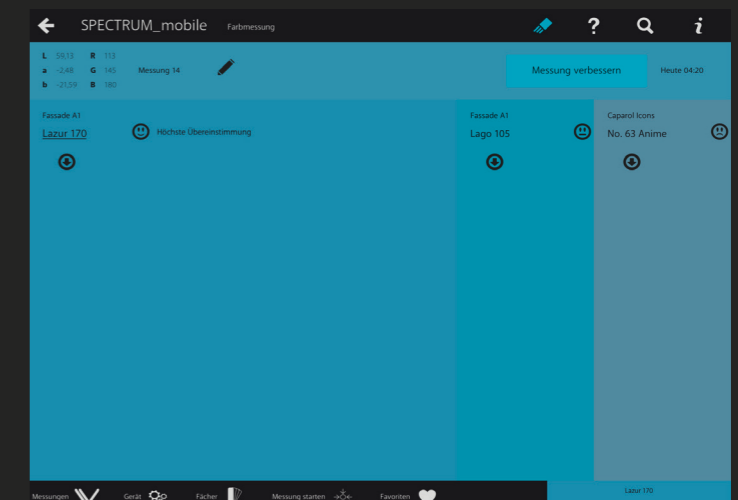 SPECTRUM_mobile Farbmessung ? i
L 59,13 R 113
a -2,48 G 145 Messung 14 Messung verbessern Heute 04:20
b -21,59 B 180
Fassade A1
Lazur 170 Höchste Übereinstimmung
Fassade A1
Lago 105
Caparol Icons
No. 63 Anime
Messungen Gerät Fächer Messung starten Favoriten
Lazur 170